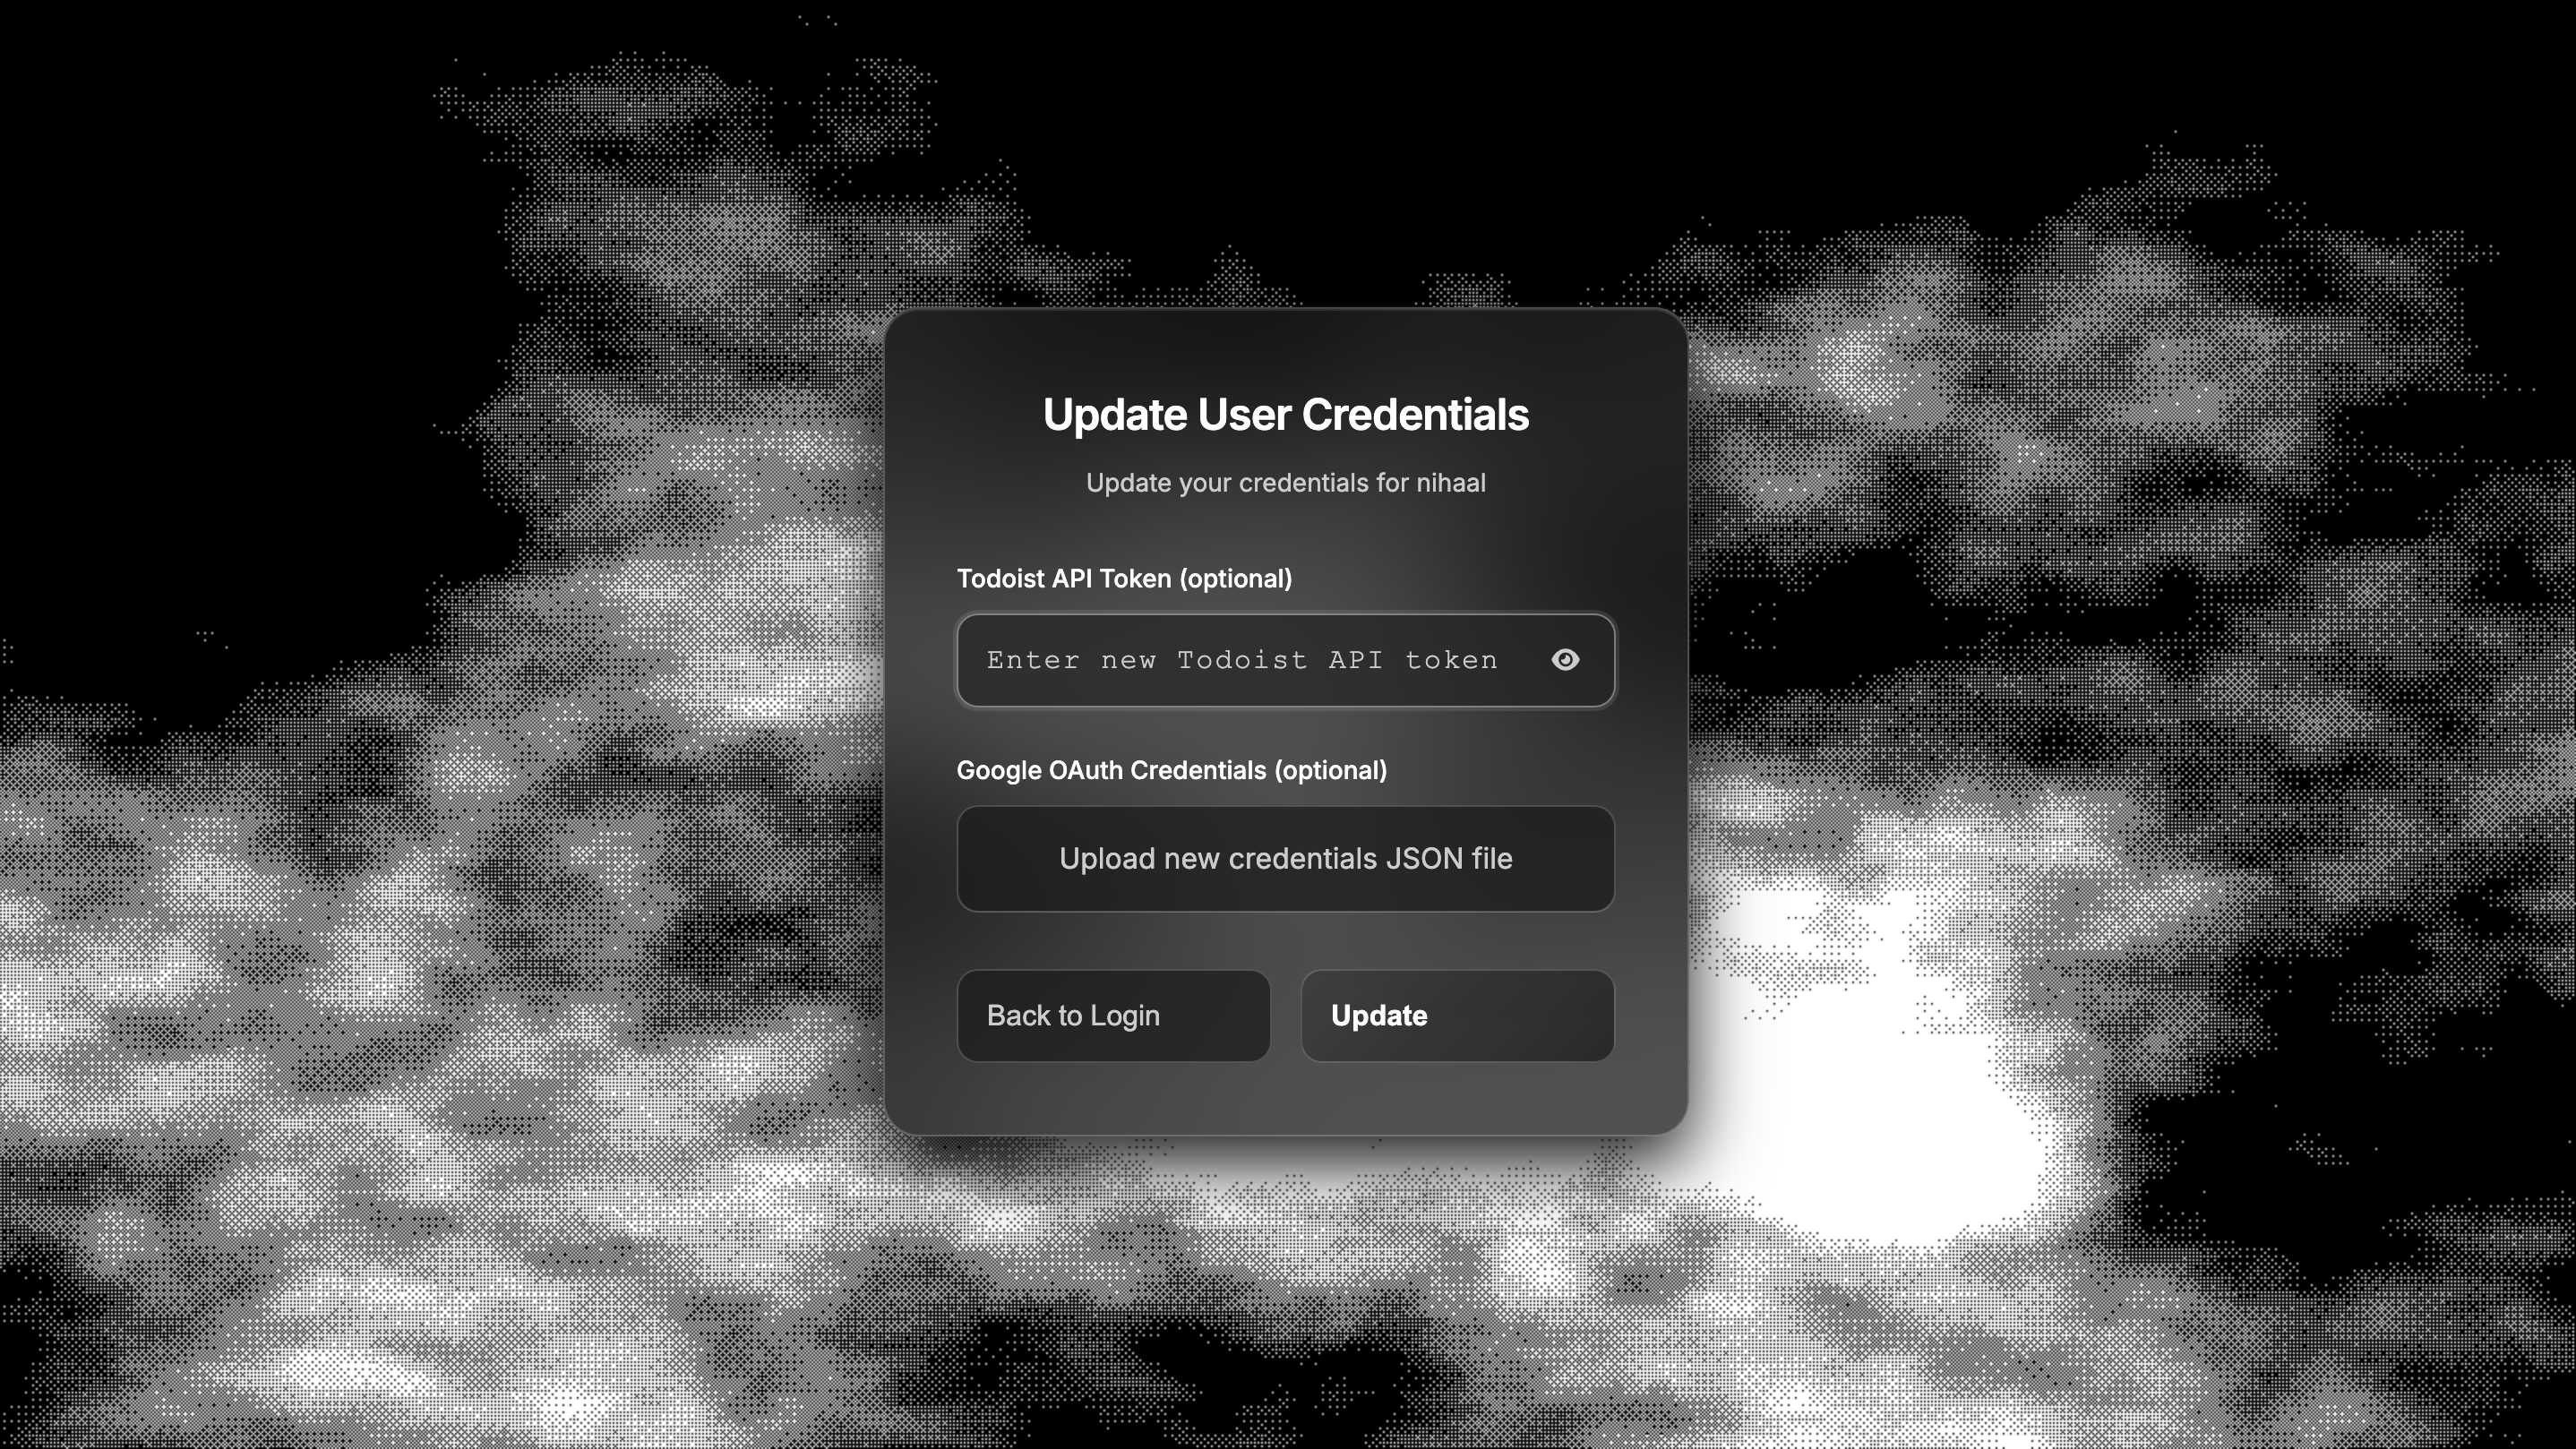 Update User Credentials
Update your credentials for nihaal
Todoist API Token (optional)
Enter new Todoist API token
Google OAuth Credentials (optional)
Upload new credentials JSON file
Back to Login
Update